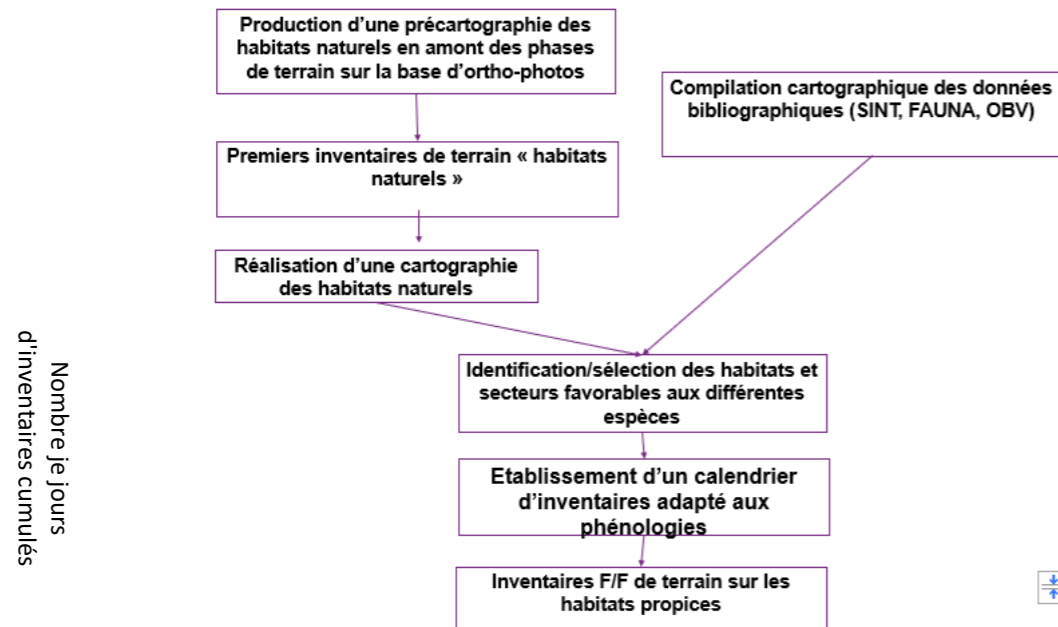 Production d’une précartographie des
habitats naturels en amont des phases
de terrain sur la base d’ortho-photos
Compilation cartographique des données
bibliographiques (SINT, FAUNA, OBV)
Premiers inventaires de terrain « habitats
naturels »
Réalisation d’une cartographie
des habitats naturels
Identification/sélection des habitats et
secteurs favorables aux différentes
espèces
Etablissement d’un calendrier
d’inventaires adapté aux
phénologies
Inventaires F/F de terrain sur les
habitats propices
Nombre je jours
d'inventaires cumulés